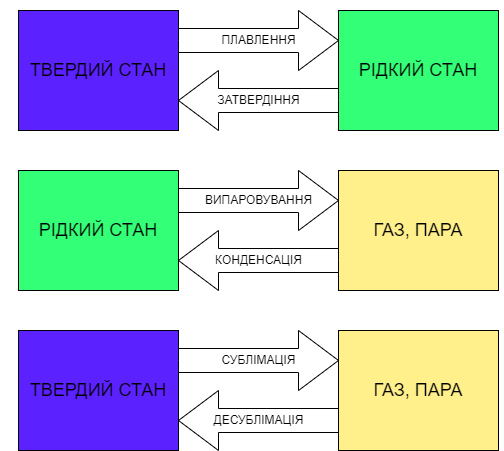 ТВЕРДИЙ СТАН
ПЛАВЛЕННЯ
ЗАТВЕРДІННЯ
РІДКИЙ СТАН
РІДКИЙ СТАН
ВИПАРОВУВАННЯ
КОНДЕНСАЦІЯ
ГАЗ, ПАРА
ТВЕРДИЙ СТАН
СУБЛІМАЦІЯ
ДЕСУБЛІМАЦІЯ
ГАЗ, ПАРА